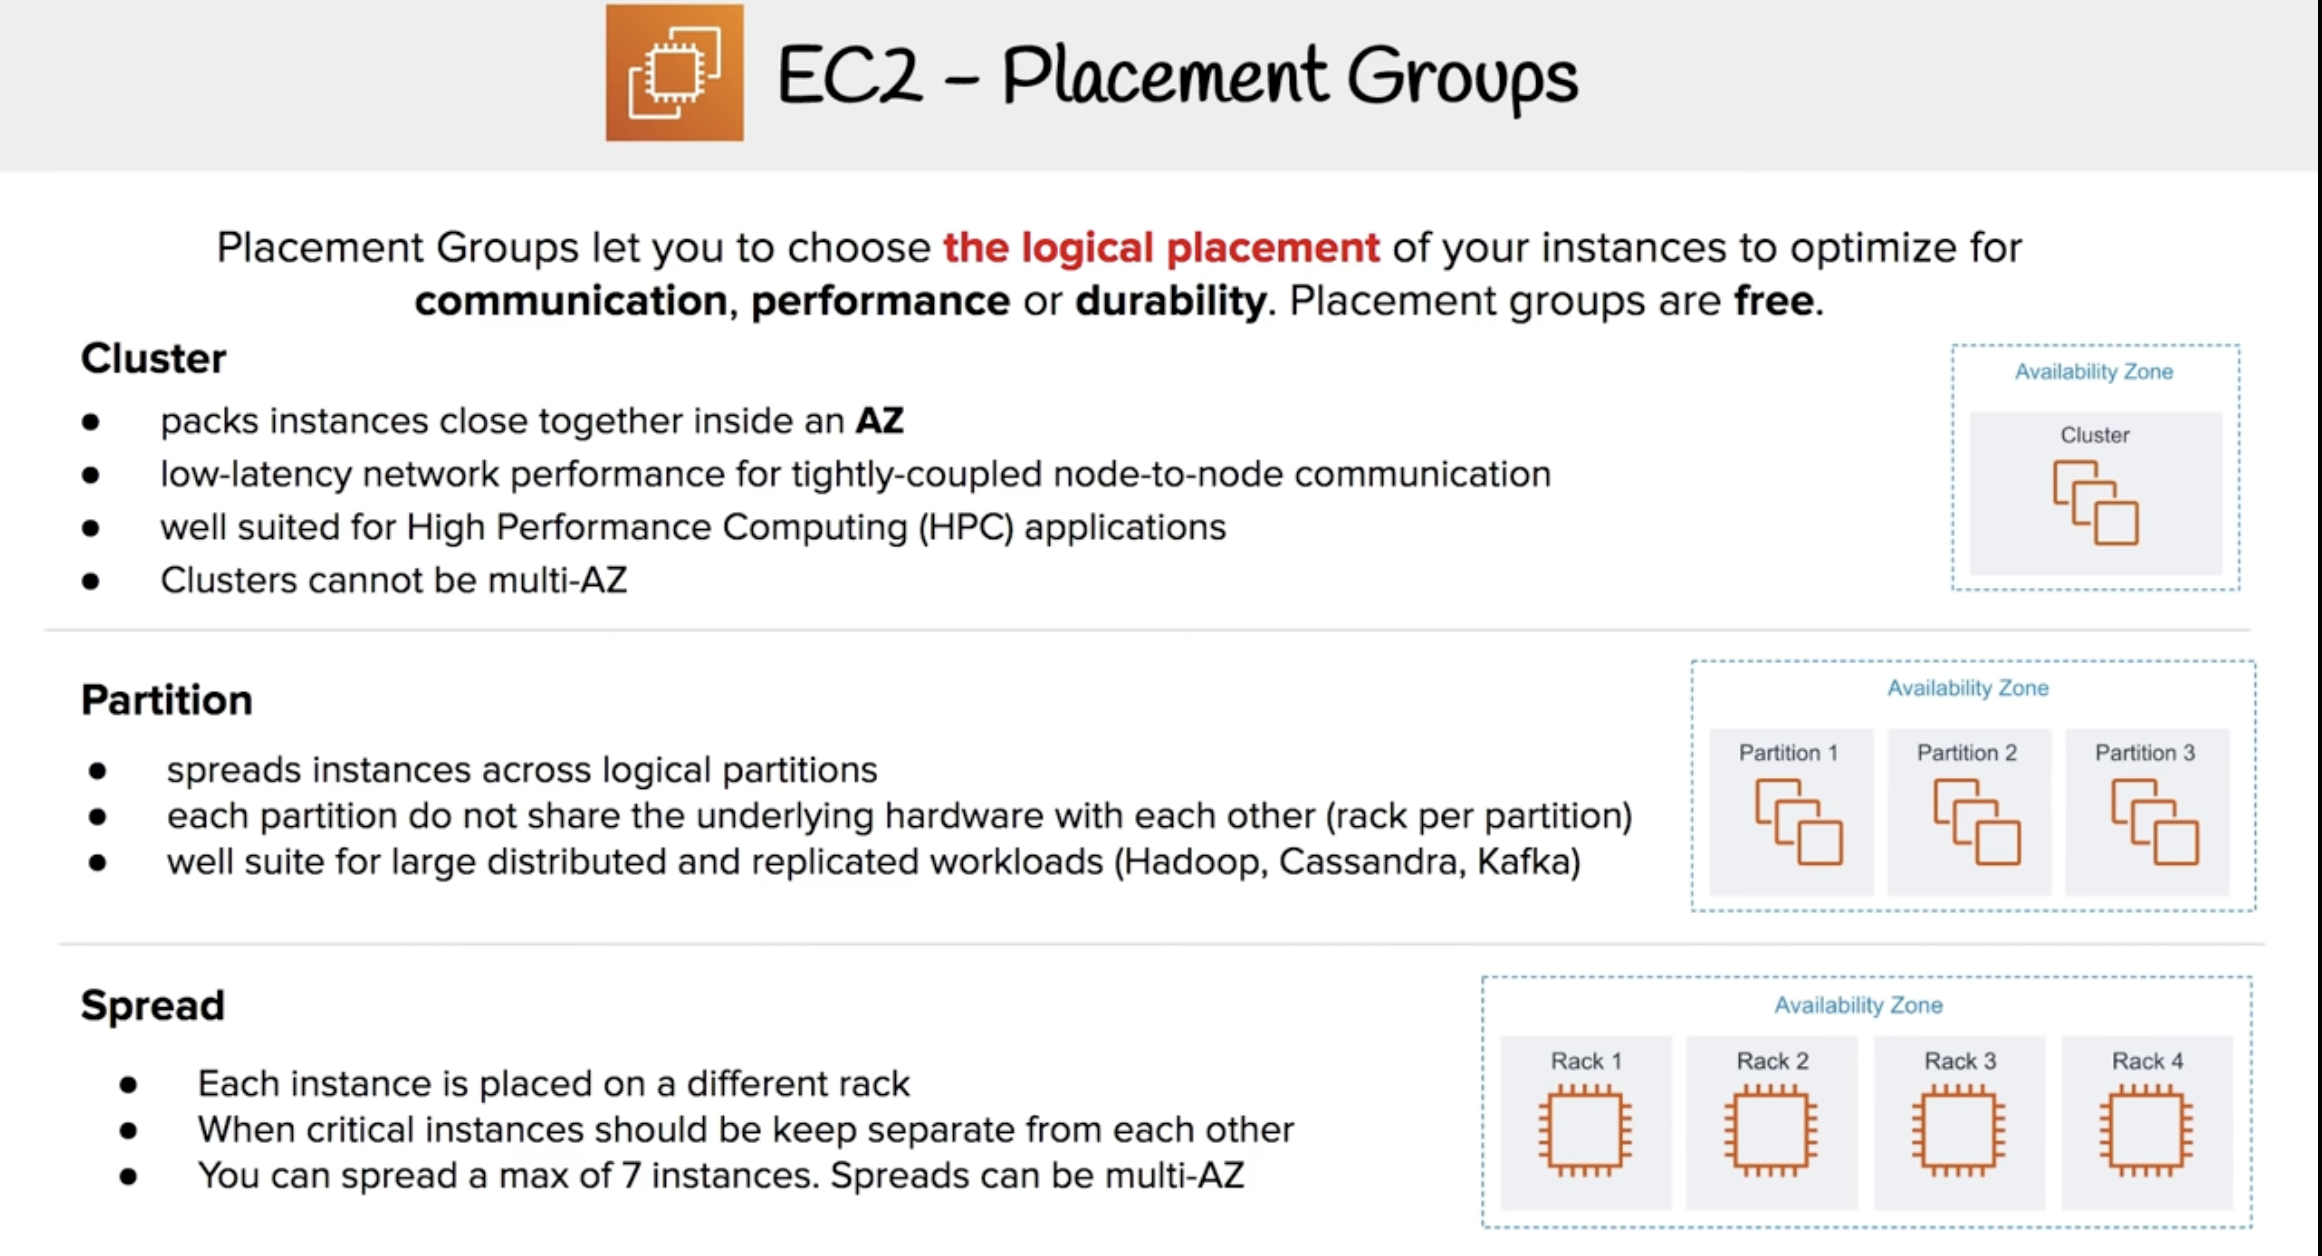 EC2 - Placement Groups
Placement Groups let you to choose the logical placement of your instances to optimize for
communication, performance or durability. Placement groups are free.
Cluster
● packs instances close together inside an AZ
● low-latency network performance for tightly-coupled node-to-node communication
● well suited for High Performance Computing (HPC) applications
● Clusters cannot be multi-AZ
Availability Zone
Cluster
Partition
● spreads instances across logical partitions
● each partition do not share the underlying hardware with each other (rack per partition)
● well suite for large distributed and replicated workloads (Hadoop, Cassandra, Kafka)
Availability Zone
Partition 1 Partition 2 Partition 3
Spread
● Each instance is placed on a different rack
● When critical instances should be keep separate from each other
● You can spread a max of 7 instances. Spreads can be multi-AZ
Availability Zone
Rack 1 Rack 2 Rack 3 Rack 4